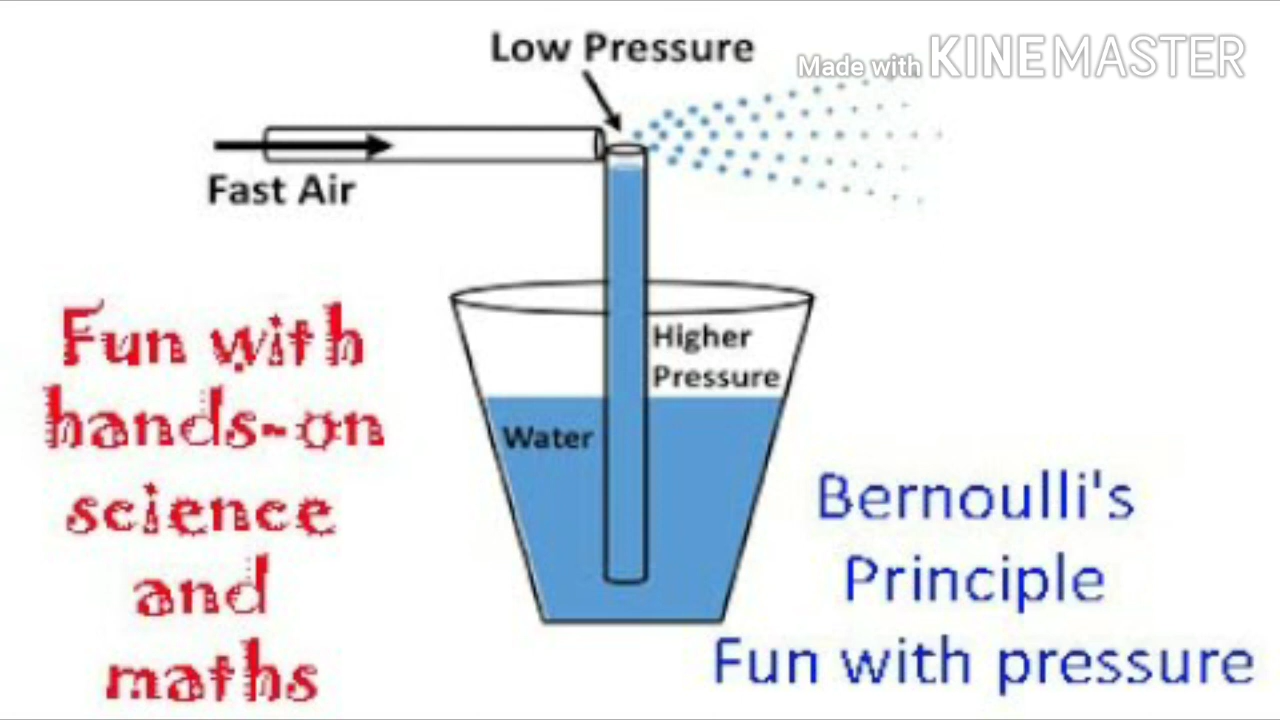 Low Pressure
Made with KINEMASTER
Fast Air
Higher
Pressure
Water
Fun with
hands-on
science
and
maths
Bernoulli's
Principle
Fun with pressure